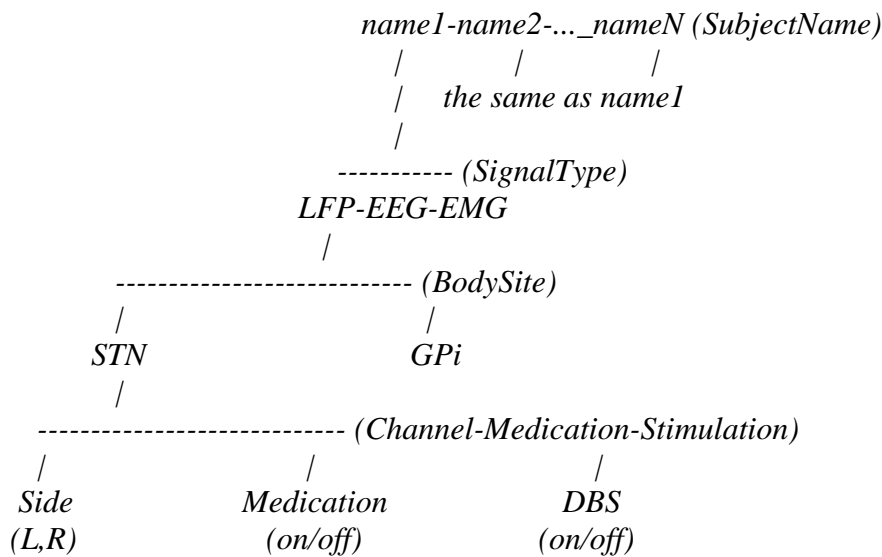 name1-name2-..._nameN (SubjectName)
/ / /
/ the same as name1
/
----------- (SignalType)
LFP-EEG-EMG
/
---------------------------- (BodySite)
/ /
STN GPi
/
----------------------------- (Channel-Medication-Stimulation)
/ / /
Side Medication DBS
(L,R) (on/off) (on/off)